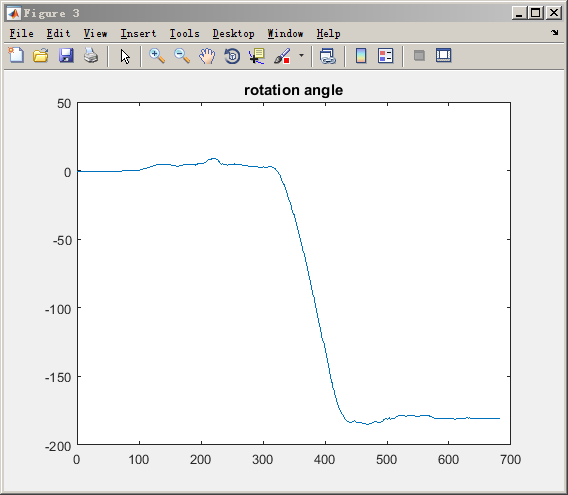 Figure 3
File Edit View Insert Tools Desktop Window Help
rotation angle
50
0
-50
-100
-150
-200
0 100 200 300 400 500 600 700